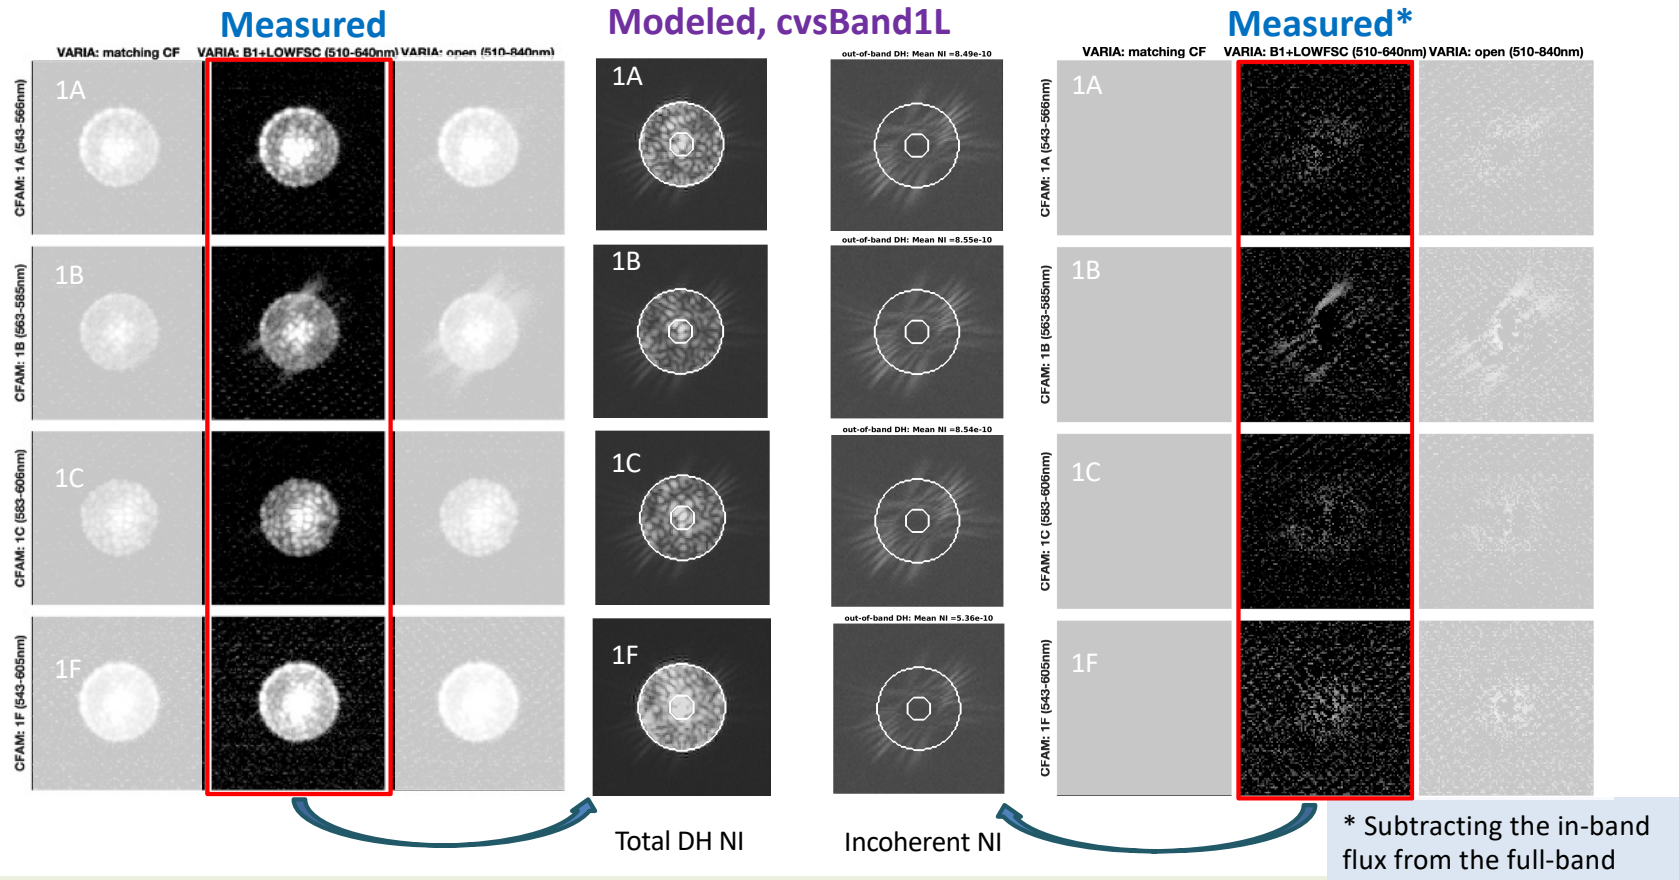 Measured
Modeled, cvsBand1L
Measured*
VARIA: matching CF
VARIA: B1+LOWFSC (510-640nm)
VARIA: open (510-840nm)
out-of-band DH: Mean NI =8.49e-10
VARIA: matching CF
VARIA: B1+LOWFSC (510-640nm)
VARIA: open (510-840nm)
CFAM: 1A (543-566nm)
1A
1A
CFAM: 1A (543-566nm)
1A
out-of-band DH: Mean NI =8.55e-10
CFAM: 1B (563-585nm)
1B
1B
CFAM: 1B (563-585nm)
1B
out-of-band DH: Mean NI =8.54e-10
CFAM: 1C (583-606nm)
1C
1C
CFAM: 1C (583-606nm)
1C
out-of-band DH: Mean NI =5.36e-10
CFAM: 1F (543-605nm)
1F
1F
CFAM: 1F (543-605nm)
1F
Total DH NI
Incoherent NI
* Subtracting the in-band
flux from the full-band